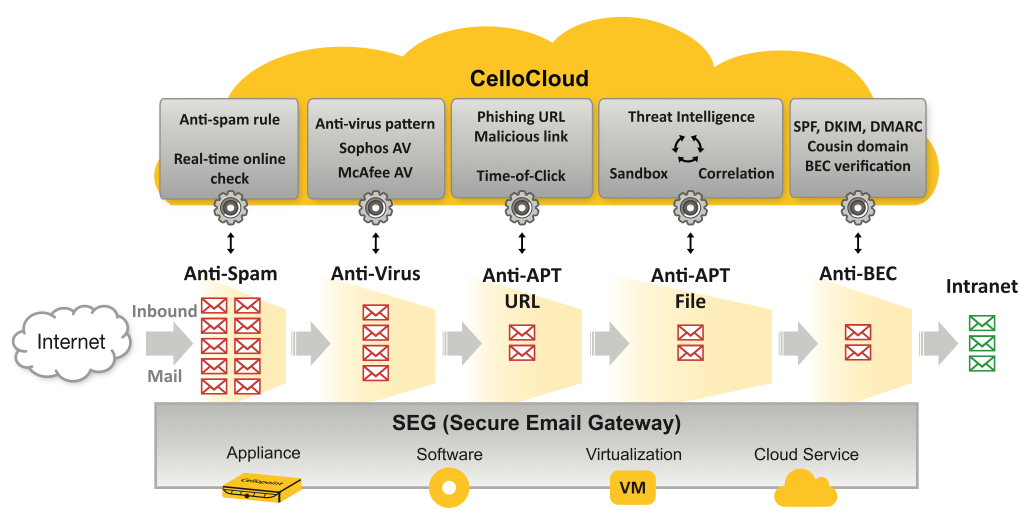 CelloCloud
Anti-spam rule
Real-time online
check
Anti-virus pattern
Sophos AV
McAfee AV
Phishing URL
Malicious link
Time-of-Click
Threat Intelligence
Sandbox
Correlation
SPF, DKIM, DMARC
Cousin domain
BEC verification
Anti-Spam
Anti-Virus
Anti-APT
URL
Anti-APT
File
Anti-BEC
Intranet
Internet
Inbound
Mail
SEG (Secure Email Gateway)
Appliance
Software
Virtualization
Cloud Service
Cellopoint
VM